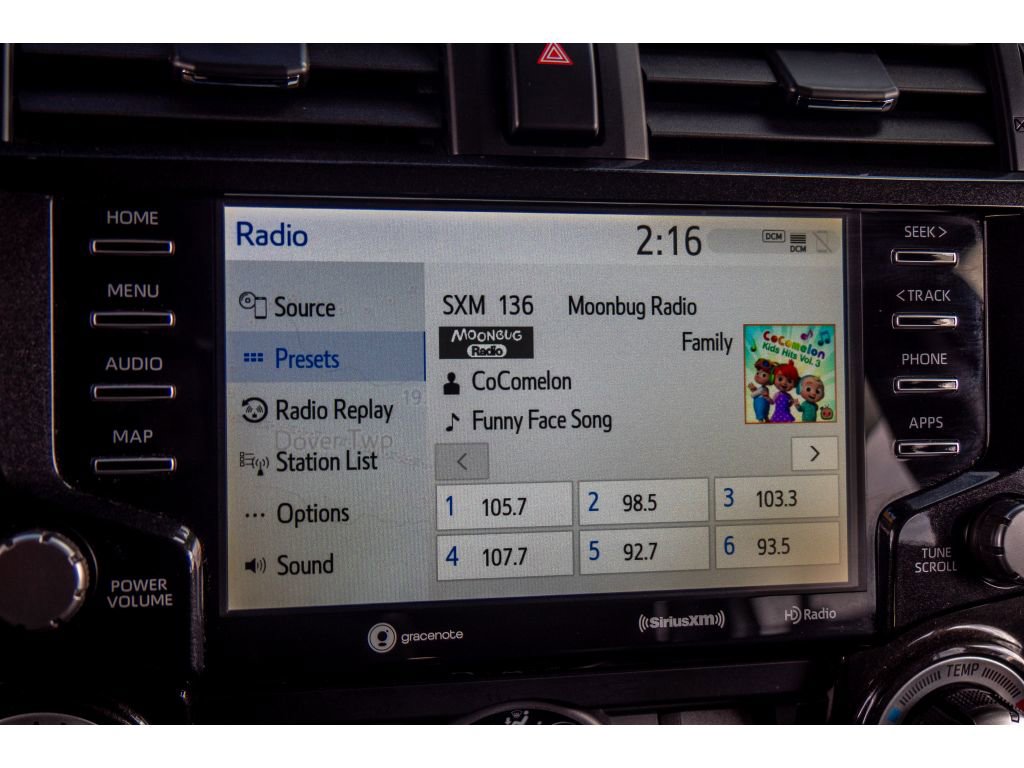 HOME
MENU
AUDIO
MAP
POWER
VOLUME
Radio
2:16
DCM
DCM
Source
Presets
Radio Replay
19
Dover Twp
Station List
Options
Sound
SXM 136 Moonbug Radio
MOONBUG
Radio
Family
CoComelon
Kids Hits Vol. 3
CoComelon
Funny Face Song
<
>
1 105.7
2 98.5
3 103.3
4 107.7
5 92.7
6 93.5
gracenote
((SiriusXM))
HD Radio
SEEK >
< TRACK
PHONE
APPS
TUNE
SCROLL
TEMP